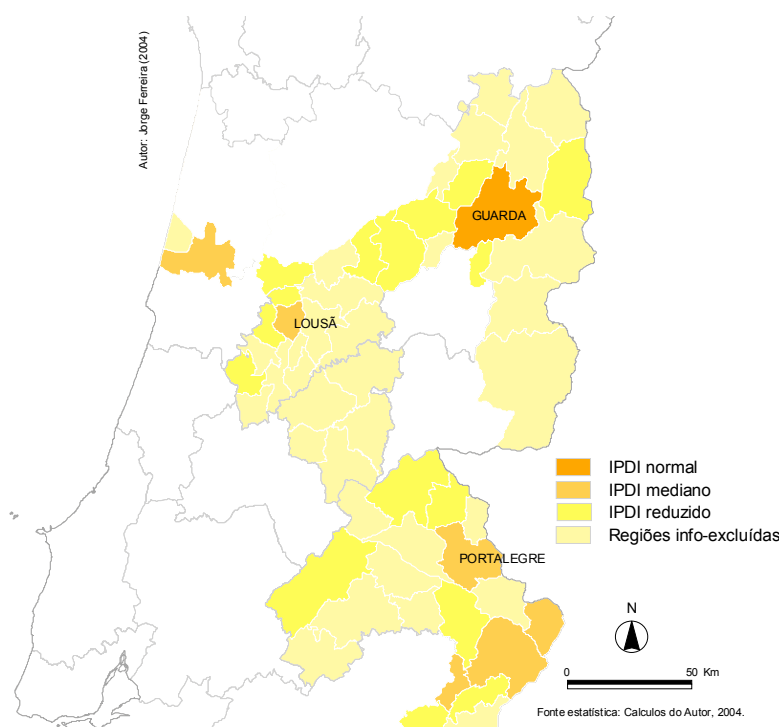 Autor: Jorge Ferreira (2004)
GUARDA
LOUSÃ
IPDI normal
IPDI mediano
IPDI reduzido
Regiões info-excluídas
PORTALEGRE
N
0 50 Km
Fonte estatística: Calculos do Autor, 2004.